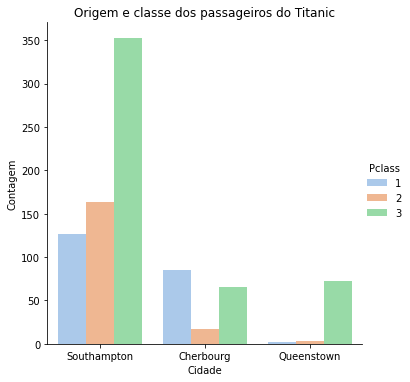 Origem e classe dos passageiros do Titanic
Contagem
350
300
250
200
150
100
50
0
Southampton
Cherbourg
Queenstown
Cidade
Pclass
1
2
3